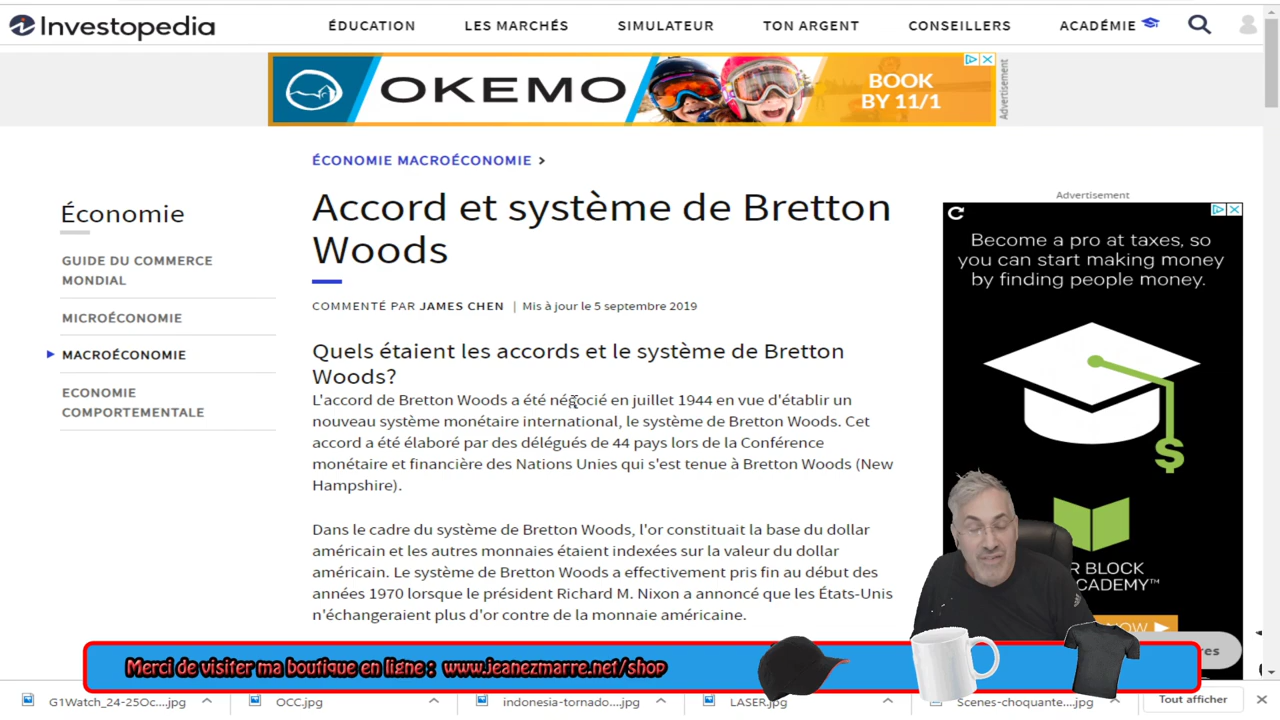 Investopedia
ÉDUCATION
LES MARCHÉS
SIMULATEUR
TON ARGENT
CONSEILLERS
ACADÉMIE
OKEMO
BOOK
BY 11/1
Advertisement
ÉCONOMIE MACROÉCONOMIE >
Économie
GUIDE DU COMMERCE
MONDIAL
MICROÉCONOMIE
MACROÉCONOMIE
ECONOMIE
COMPORTEMENTALE
Accord et système de Bretton
Woods
COMMENTÉ PAR JAMES CHEN | Mis à jour le 5 septembre 2019
Quels étaient les accords et le système de Bretton
Woods?
L'accord de Bretton Woods a été négocié en juillet 1944 en vue d'établir un
nouveau système monétaire international, le système de Bretton Woods. Cet
accord a été élaboré par des délégués de 44 pays lors de la Conférence
monétaire et financière des Nations Unies qui s'est tenue à Bretton Woods (New
Hampshire).
Dans le cadre du système de Bretton Woods, l'or constituait la base du dollar
américain et les autres monnaies étaient indexées sur la valeur du dollar
américain. Le système de Bretton Woods a effectivement pris fin au début des
années 1970 lorsque le président Richard M. Nixon a annoncé que les États-Unis
n'échangeraient plus d'or contre de la monnaie américaine.
Advertisement
Become a pro at taxes, so
you can start making money
by finding people money.
$
R BLOCK
CADEMY™
NOW
res
Merci de visiter ma boutique en ligne : www.jeanezmarre.net/shop
G1Watch_24-25Oc....jpg
OCC.jpg
indonesia-tornado....jpg
LASER.jpg
Scenes-choquante....jpg
Tout afficher